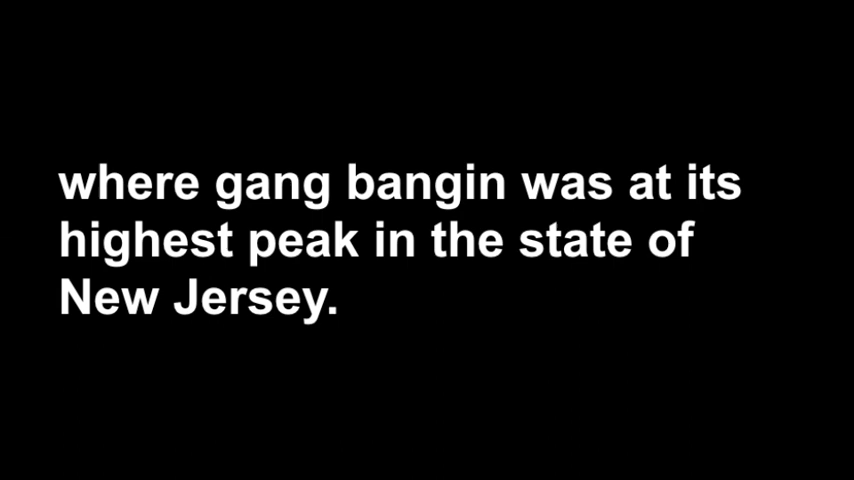 where gang bangin was at its
highest peak in the state of
New Jersey.